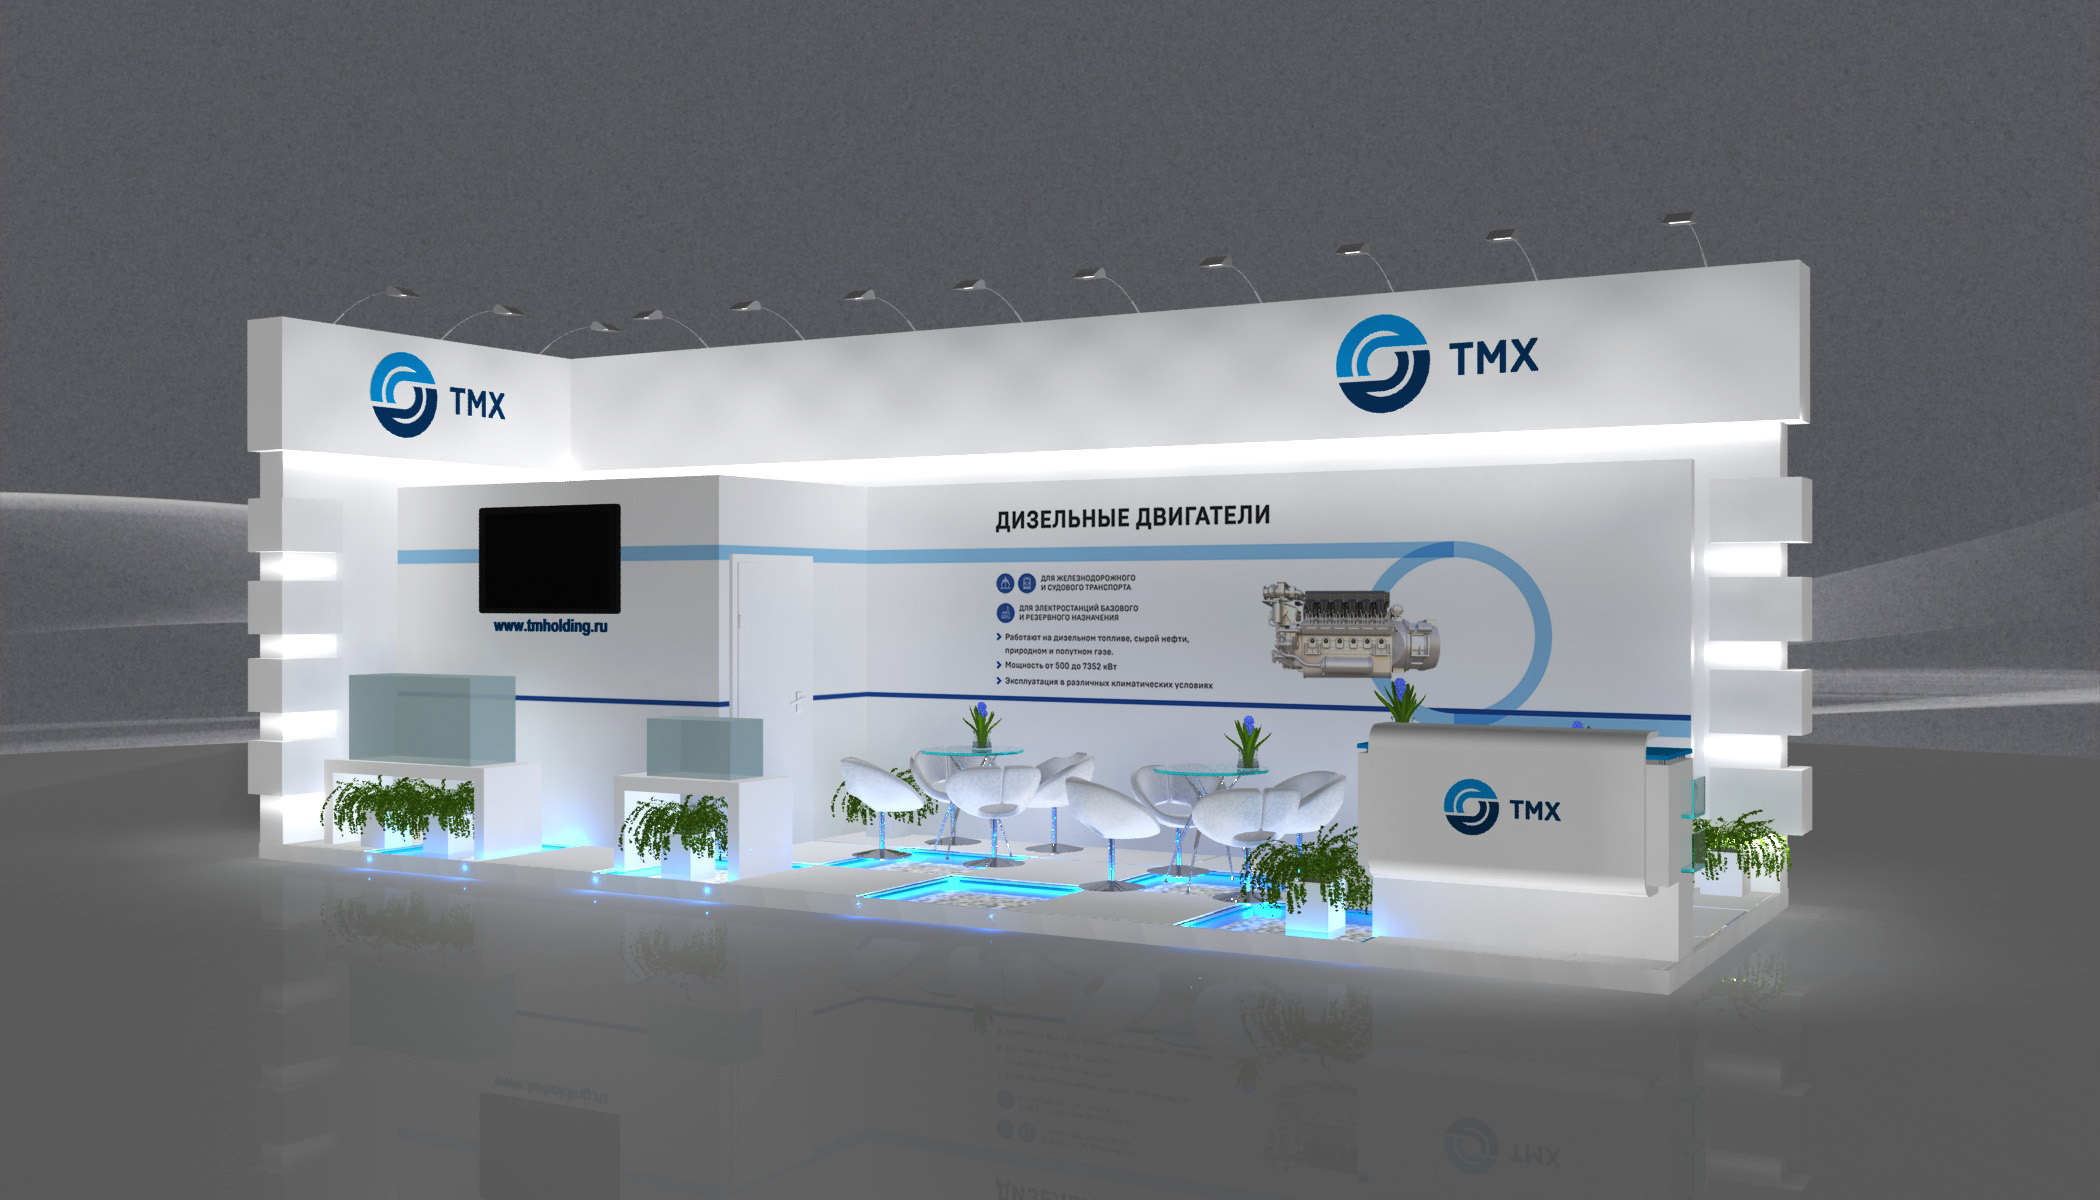 ТМХ
ТМХ
ДИЗЕЛЬНЫЕ ДВИГАТЕЛИ
ДЛЯ ЖЕЛЕЗНОДОРОЖНОГО
И СУДОВОГО ТРАНСПОРТА
ДЛЯ ЭЛЕКТРОСТАНЦИЙ БАЗОВОГО
И РЕЗЕРВНОГО НАЗНАЧЕНИЯ
Работают на дизельном топливе, сырой нефти,
природном и попутном газе.
Мощность от 500 до 7352 кВт
Эксплуатация в различных климатических условиях
www.tmholding.ru
ТМХ